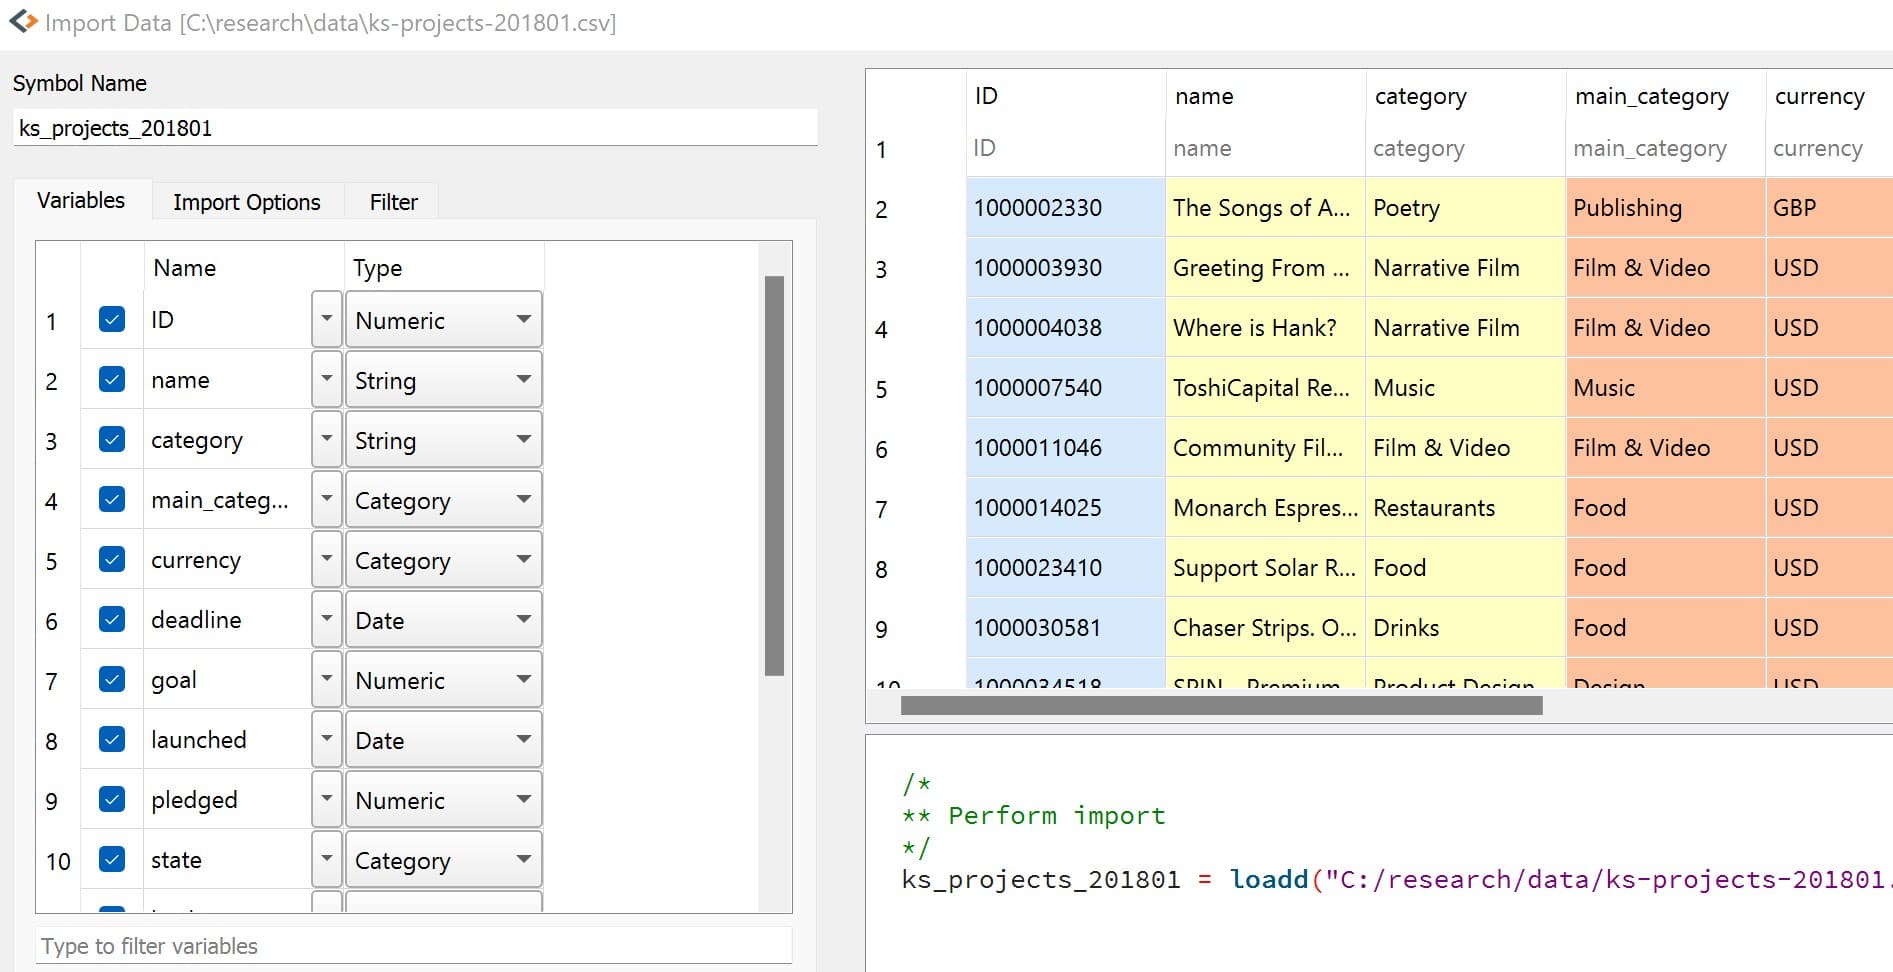 Import Data [C:\research\data\ks-projects-201801.csv]
Symbol Name
ks_projects_201801
Variables Import Options Filter
Name Type
1 ID Numeric
2 name String
3 category String
4 main_categ... Category
5 currency Category
6 deadline Date
7 goal Numeric
8 launched Date
9 pledged Numeric
10 state Category
Type to filter variables
ID name category main_category currency
1 ID name category main_category currency
2 1000002330 The Songs of A... Poetry Publishing GBP
3 1000003930 Greeting From ... Narrative Film Film & Video USD
4 1000004038 Where is Hank? Narrative Film Film & Video USD
5 1000007540 ToshiCapital Re... Music Music USD
6 1000011046 Community Fil... Film & Video Film & Video USD
7 1000014025 Monarch Espres... Restaurants Food USD
8 1000023410 Support Solar R... Food Food USD
9 1000030581 Chaser Strips. O... Drinks Food USD
10 1000034518 SPIN - Premium Product Design Design USD
/*
** Perform import
*/
ks_projects_201801 = loadd("C:/research/data/ks-projects-201801.